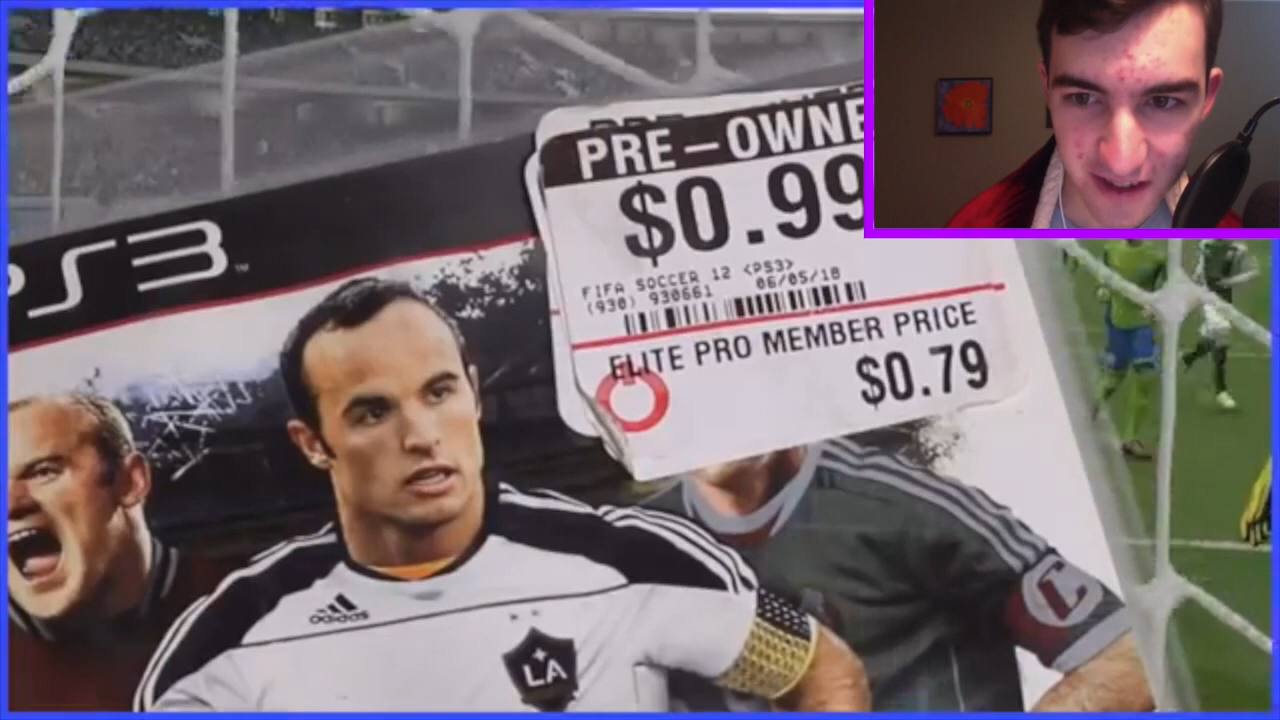 PS3
PRE-OWNE
$0.99
FIFA SOCCER 12 <PS3>
(930) 930661 06/05/18
ELITE PRO MEMBER PRICE
$0.79
adidas
LA
C